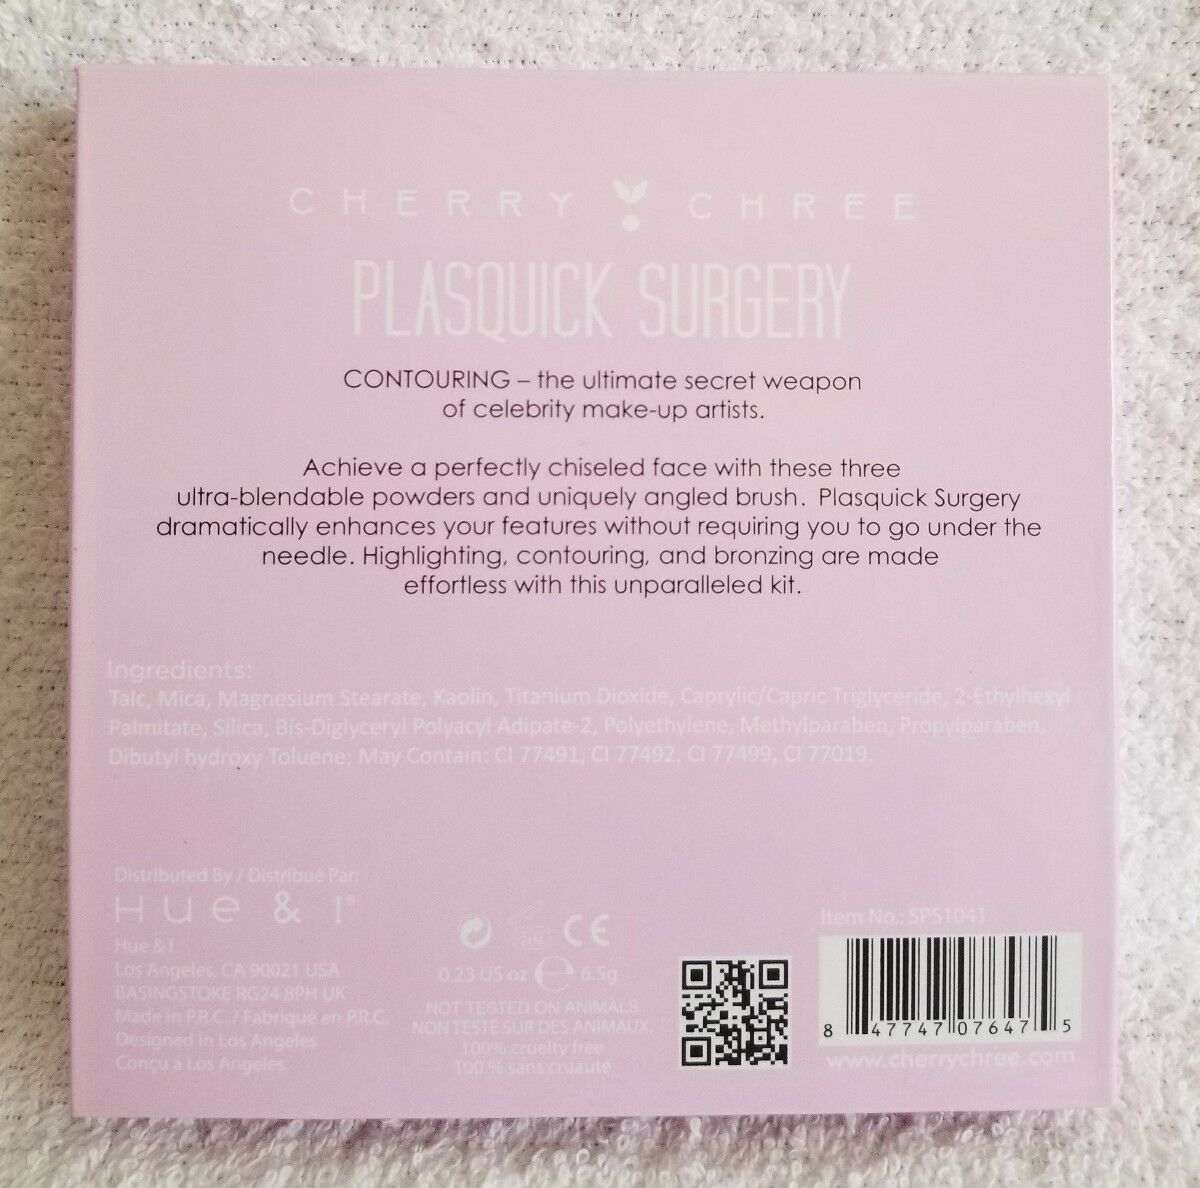 CHERRY CHREE
PLASQUICK SURGERY
CONTOURING – the ultimate secret weapon
of celebrity make-up artists.
Achieve a perfectly chiseled face with these three
ultra-blendable powders and uniquely angled brush. Plasquick Surgery
dramatically enhances your features without requiring you to go under the
needle. Highlighting, contouring, and bronzing are made
effortless with this unparalleled kit.
Ingredients:
Talc, Mica, Magnesium Stearate, Kaolin, Titanium Dioxide, Caprylic/Capric Triglyceride, 2-Ethylhexyl
Palmitate, Silica, Bis-Diglyceryl Polyacyl Adipate-2, Polyethylene, Methylparaben, Propylparaben,
Dibutyl hydroxy Toluene; May Contain: CI 77491, CI 77492, CI 77499, CI 77019.
Distributed By / Distribué Par:
Hue & I®
Hue & I
Los Angeles, CA 90021 USA
BASINGSTOKE RG24 8PH UK
Made in P.R.C. / Fabriqué en P.R.C.
Designed in Los Angeles
Conçu à Los Angeles
24M CE
0.23 US oz e 6.5g
NOT TESTED ON ANIMALS
NON TESTE SUR DES ANIMAUX.
100% cruelty free
100 % sans cruauté
Item No.: SPS1041
8 47747 07647 5
www.cherrychree.com